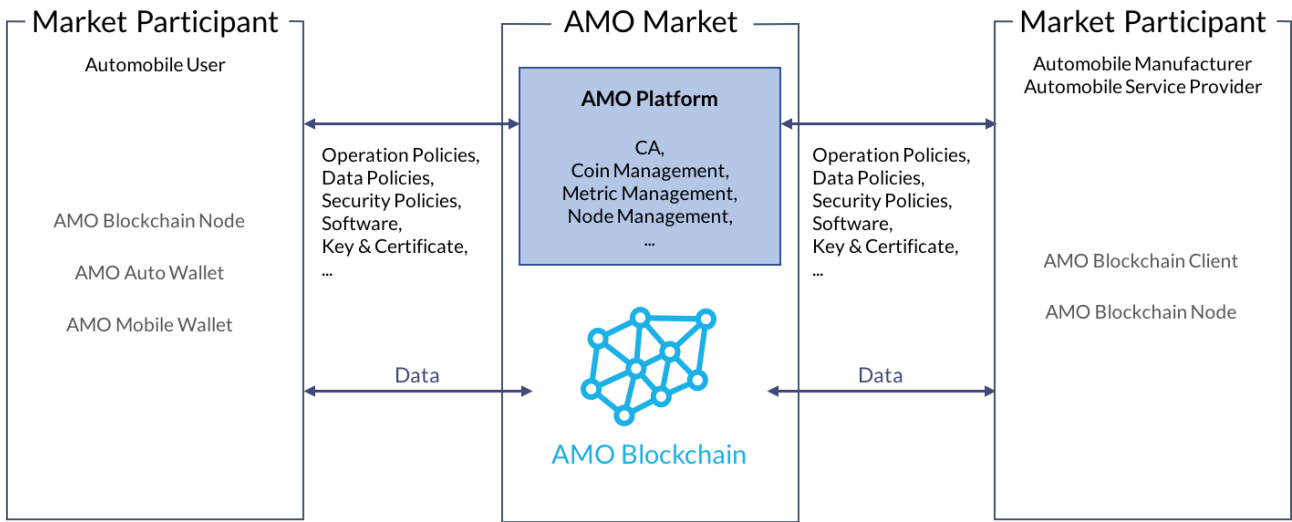 Market Participant
Automobile User
AMO Blockchain Node
AMO Auto Wallet
AMO Mobile Wallet
Operation Policies,
Data Policies,
Security Policies,
Software,
Key & Certificate,
...
Data
AMO Market
AMO Platform
CA,
Coin Management,
Metric Management,
Node Management,
...
AMO Blockchain
Operation Policies,
Data Policies,
Security Policies,
Software,
Key & Certificate,
...
Data
Market Participant
Automobile Manufacturer
Automobile Service Provider
AMO Blockchain Client
AMO Blockchain Node